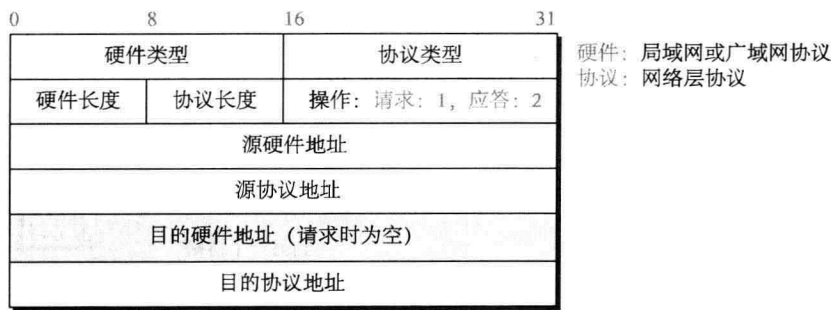 0 8 16 31
硬件类型 协议类型
硬件：局域网或广域网协议
协议：网络层协议
硬件长度 协议长度 操作：请求：1，应答：2
源硬件地址
源协议地址
目的硬件地址（请求时为空）
目的协议地址